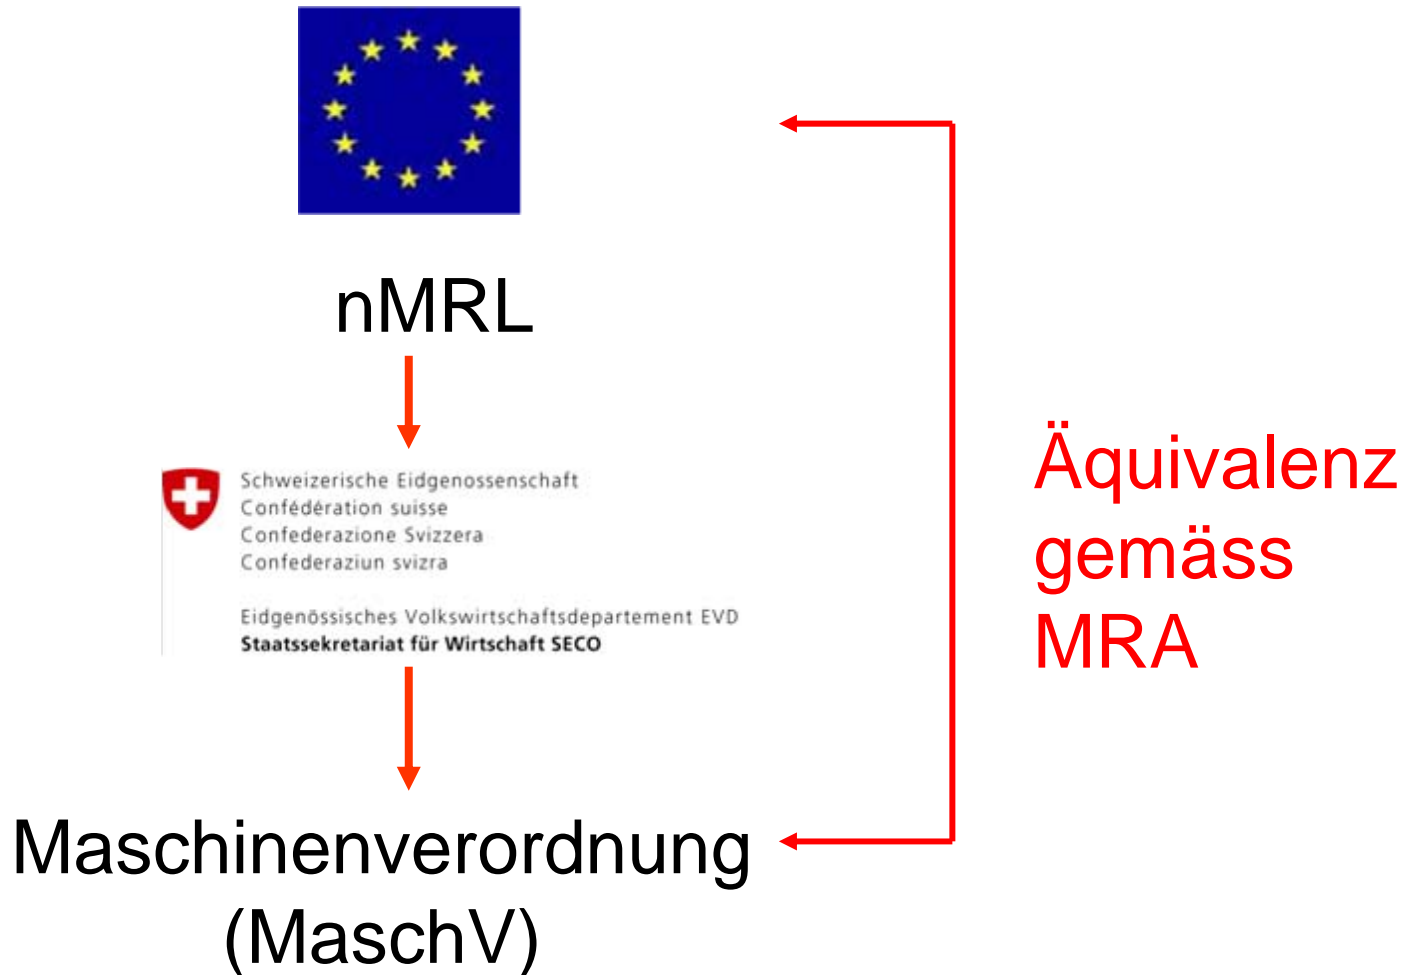 nMRL
Schweizerische Eidgenossenschaft
Confédération suisse
Confederazione Svizzera
Confederaziun svizra
Eidgenössisches Volkswirtschaftsdepartement EVD
Staatssekretariat für Wirtschaft SECO
Maschinenverordnung
(MaschV)
Äquivalenz
gemäss
MRA